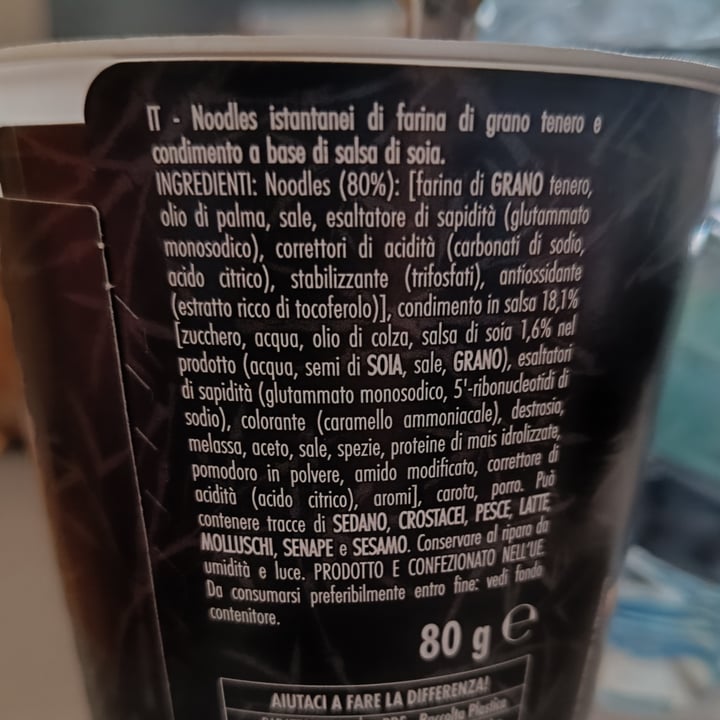 IT - Noodles istantanei di farina di grano tenero e
condimento a base di salsa di soia.
INGREDIENTI: Noodles (80%): [farina di GRANO tenero,
olio di palma, sale, esaltatore di sapidità (glutammato
monosodico), correttori di acidità (carbonati di sodio,
acido citrico), stabilizzante (trifosfati), antiossidante
(estratto ricco di tocoferolo)], condimento in salsa 18,1%
[zucchero, acqua, olio di colza, salsa di soia 1,6% nel
prodotto (acqua, semi di SOIA, sale, GRANO), esaltatori
di sapidità (glutammato monosodico, 5'-ribonucleotidi di
sodio), colorante (caramello ammoniacale), destrosio,
melassa, aceto, sale, spezie, proteine di mais idrolizzate,
pomodoro in polvere, amido modificato, correttore di
acidità (acido citrico), aromi], carota, porro. Può
contenere tracce di SEDANO, CROSTACEI, PESCE, LATTE,
MOLLUSCHI, SENAPE e SESAMO. Conservare al riparo da
umidità e luce. PRODOTTO E CONFEZIONATO NELL'UE.
Da consumarsi preferibilmente entro fine: vedi fondo
contenitore.
80 g e
AIUTACI A FARE LA DIFFERENZA!
Raccolta Plastica